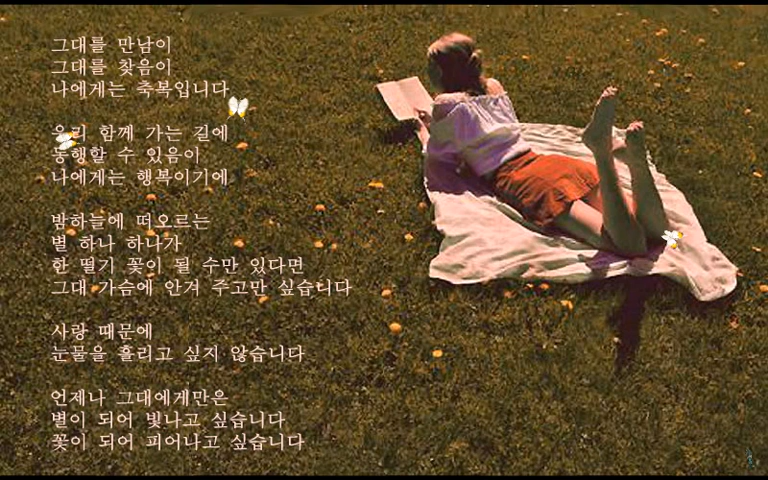 그대를 만남이
그대를 찾음이
나에게는 축복입니다
우리 함께 가는 길에
동행할 수 있음이
나에게는 행복이기에
밤하늘에 떠오르는
별 하나 하나가
한 떨기 꽃이 될 수만 있다면
그대 가슴에 안겨 주고만 싶습니다
사랑 때문에
눈물을 흘리고 싶지 않습니다
언제나 그대에게만은
별이 되어 빛나고 싶습니다
꽃이 되어 피어나고 싶습니다